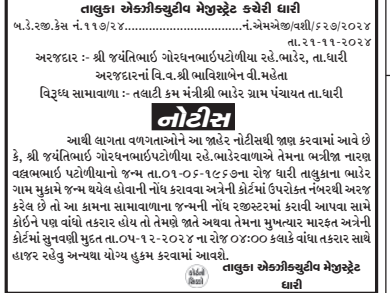 તાલુકા એક્ઝીક્યુટીવ મેજીસ્ટ્રેટ કચેરી ધારી
બ.ડે.રજી.કેસ નં.૧૧૭/૨૪..............................નં.એમએજી/વશી/૬૨૭/૨૦૨૪
તા.૨૧-૧૧-૨૦૨૪
અરજદાર :- શ્રી જયંતિભાઇ ગોરધનભાઇપટોળીયા રહે.ભાડેર, તા.ધારી
અરજદારનાં વિ.વ.શ્રી ભાવિશાબેન વી.મહેતા
વિરૂધ્ધ સામાવાળા :- તલાટી કમ મંત્રીશ્રી ભાડેર ગ્રામ પંચાયત તા.ધારી
નોટીસ
આથી લાગતા વળગતાઓને આ જાહેર નોટીસથી જાણ કરવામાં આવે છે
કે, શ્રી જયંતિભાઇ ગોરધનભાઇપટોળીયા રહે.ભાડેરવાળાએ તેમના ભત્રીજા નારણ
વલ્લભભાઇ પટોળીયાનો જન્મ તા.૦૧-૦૬-૧૯૬૭ના રોજ ધારી તાલુકાના ભાડેર
ગામ મુકામે જન્મ થયેલ હોવાની નોંધ કરાવવા અત્રેની કોર્ટમાં ઉપરોક્ત નંબરથી અરજ
કરેલ છે તો આ કામના સામાવાળાના જન્મની નોંધ રજીસ્ટરમાં કરાવી આપવા સામે
કોઇને પણ વાંધો તકરાર હોય તો તેમણે જાતે અથવા તેમના મુખત્યાર મારફત અત્રેની
કોર્ટમાં સુનવણી મુદત તા.૦૫-૧૨-૨૦૨૪ ના રોજ ૦૪:૦૦ કલાકે વાંધા તકરાર સાથે
હાજર રહેવુ અન્યથા યોગ્ય હુકમ કરવામાં આવશે.
તાલુકા એક્ઝીક્યુટીવ મેજીસ્ટ્રેટ
ધારી